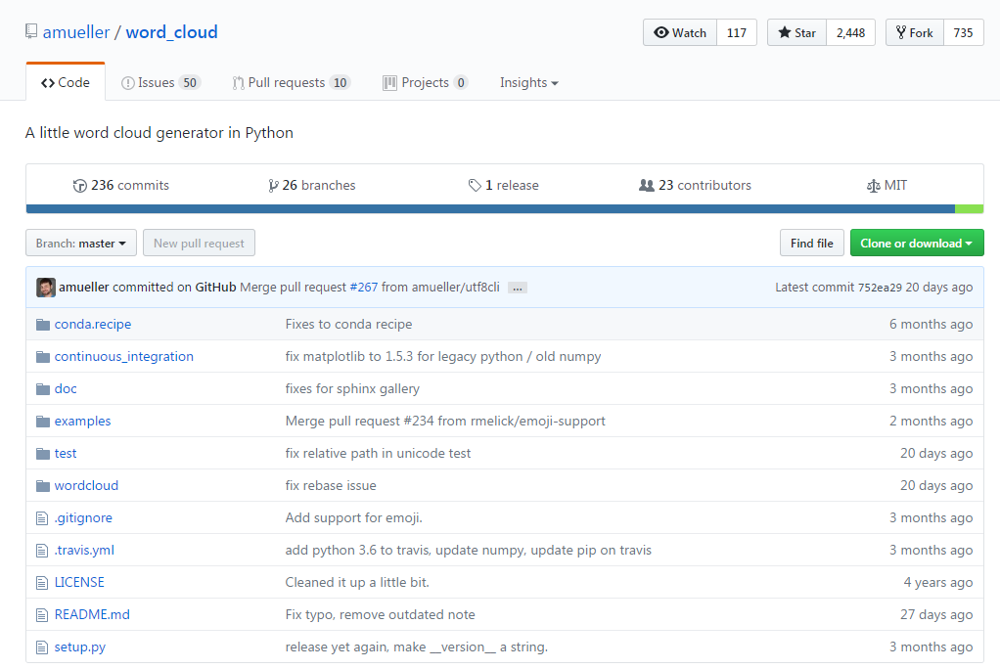 amueller / word_cloud Watch 117 Star 2,448 Fork 735
Code Issues 50 Pull requests 10 Projects 0 Insights
A little word cloud generator in Python
236 commits 26 branches 1 release 23 contributors MIT
Branch: master New pull request Find file Clone or download
amueller committed on GitHub Merge pull request #267 from amueller/utf8cli ... Latest commit 752ea29 20 days ago
conda.recipe Fixes to conda recipe 6 months ago
continuous_integration fix matplotlib to 1.5.3 for legacy python / old numpy 3 months ago
doc fixes for sphinx gallery 3 months ago
examples Merge pull request #234 from rmelick/emoji-support 2 months ago
test fix relative path in unicode test 20 days ago
wordcloud fix rebase issue 20 days ago
.gitignore Add support for emoji. 3 months ago
.travis.yml add python 3.6 to travis, update numpy, update pip on travis 3 months ago
LICENSE Cleaned it up a little bit. 4 years ago
README.md Fix typo, remove outdated note 27 days ago
setup.py release yet again, make __version__ a string. 3 months ago